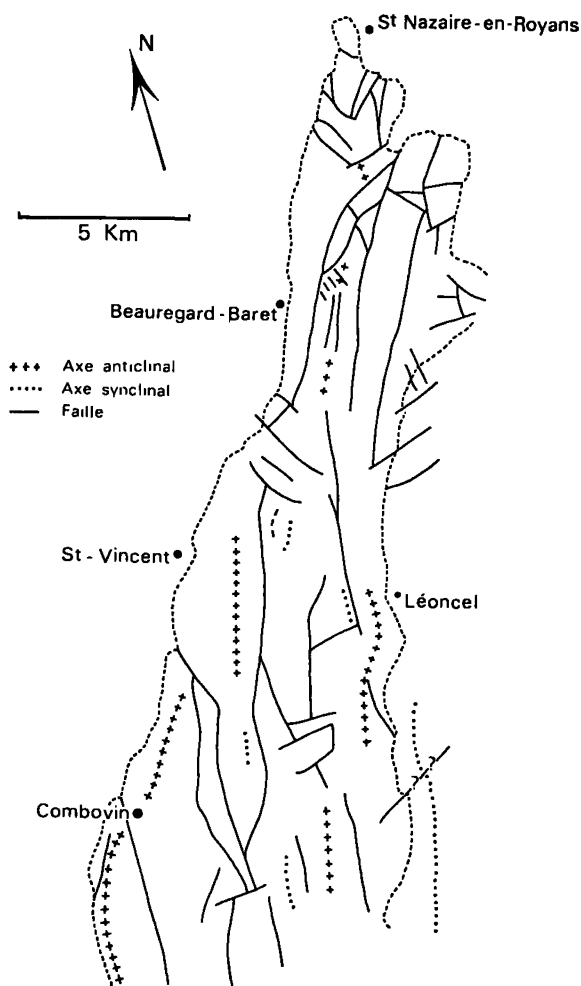 St Nazaire-en-Royans
N
5 Km
Beauregard-Baret
+++ Axe anticlinal
..... Axe synclinal
— Faille
St-Vincent
Léoncel
Combovin
? ?